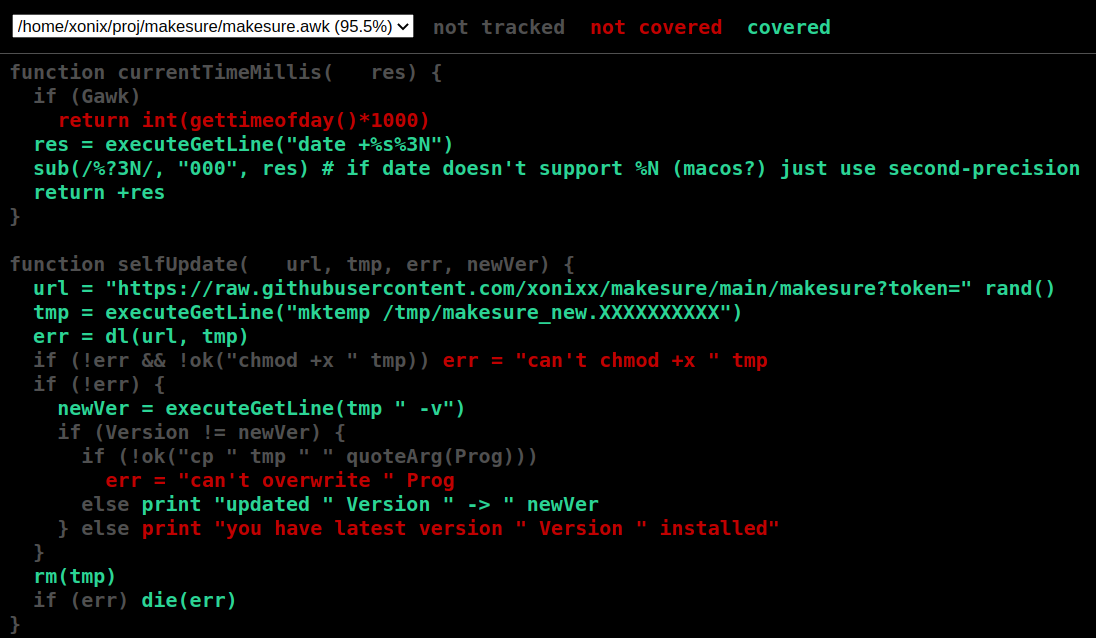 /home/xonix/proj/makesure/makesure.awk (95.5%) not tracked not covered covered
function currentTimeMillis(   res) {
  if (Gawk)
    return int(gettimeofday()*1000)
  res = executeGetLine("date +%s%3N")
  sub(/%?3N/, "000", res) # if date doesn't support %N (macos?) just use second-precision
  return +res
}

function selfUpdate(   url, tmp, err, newVer) {
  url = "https://raw.githubusercontent.com/xonixx/makesure/main/makesure?token=" rand()
  tmp = executeGetLine("mktemp /tmp/makesure_new.XXXXXXXXXX")
  err = dl(url, tmp)
  if (!err && !ok("chmod +x " tmp)) err = "can't chmod +x " tmp
  if (!err) {
    newVer = executeGetLine(tmp " -v")
    if (Version != newVer) {
      if (!ok("cp " tmp " " quoteArg(Prog)))
        err = "can't overwrite " Prog
      else print "updated " Version " -> " newVer
    } else print "you have latest version " Version " installed"
  }
  rm(tmp)
  if (err) die(err)
}